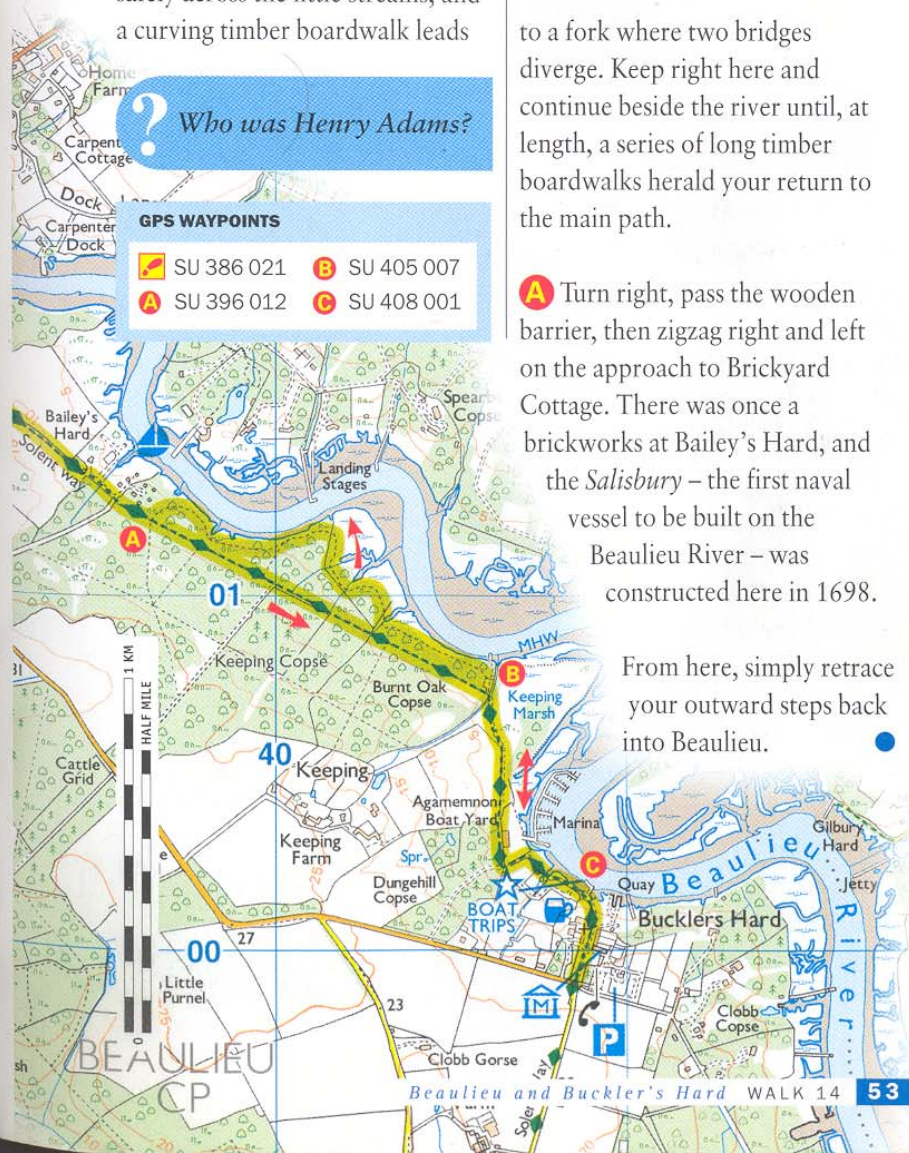 a curving timber boardwalk leads
? Who was Henry Adams?
GPS WAYPOINTS
SU 386 021
B SU 405 007
A SU 396 012
C SU 408 001
to a fork where two bridges
diverge. Keep right here and
continue beside the river until, at
length, a series of long timber
boardwalks herald your return to
the main path.
A Turn right, pass the wooden
barrier, then zigzag right and left
on the approach to Brickyard
Cottage. There was once a
brickworks at Bailey's Hard, and
the Salisbury – the first naval
vessel to be built on the
Beaulieu River – was
constructed here in 1698.
From here, simply retrace
your outward steps back
into Beaulieu.
Home
Farm
Cottage
Dock
Dock
Bailey's
Hard
Solent Way
A
Landing
Stages
5
01
Keeping Copse
MHW
B
Keeping
Marsh
Burnt Oak
Copse
1 KM
HALF MILE
0
40
Keeping
Cattle
Grid
10
15
Agamemnon
Boat Yard
Marina
Keeping
Farm
25
Spr
Dungehill
Copse
C
Quay
Beaulieu River
Gilbury
Hard
Jetty
BOAT
TRIPS
Bucklers Hard
27
00
Little
Purnel
15
23
M
P
Clobb
Copse
BEAULIEU
CP
Clobb Gorse
20
Beaulieu and Buckler's Hard WALK 14 53